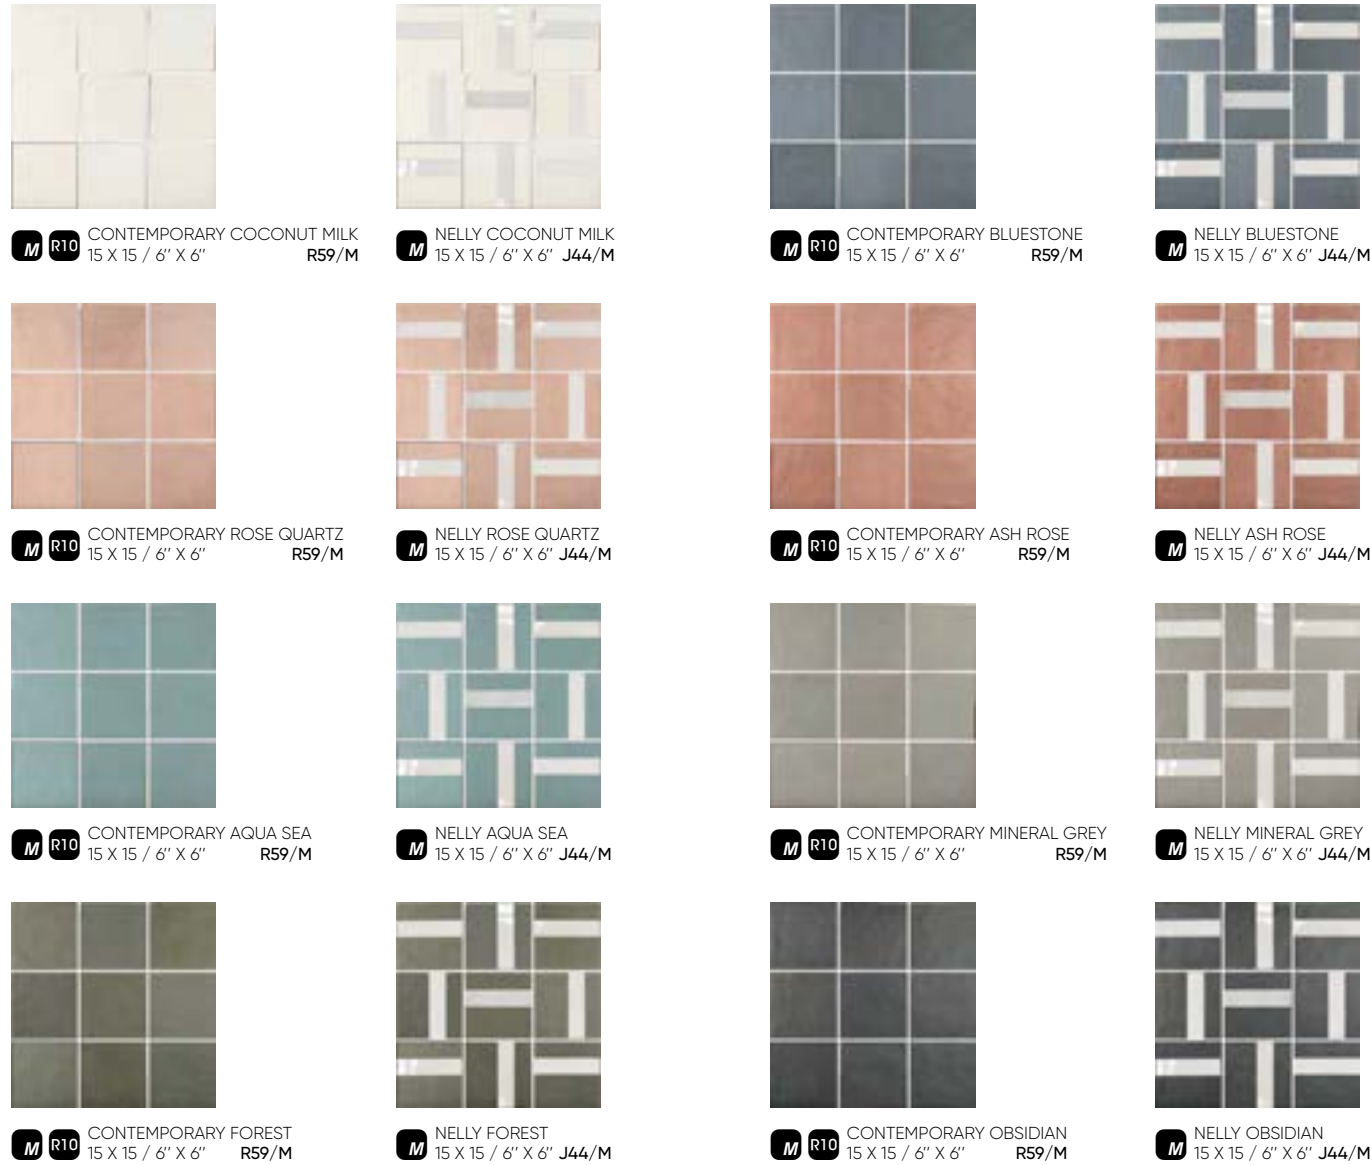 M R10 CONTEMPORARY COCONUT MILK
15 X 15 / 6’’ X 6’’ R59/M
M NELLY COCONUT MILK
15 X 15 / 6’’ X 6’’ J44/M
M R10 CONTEMPORARY BLUESTONE
15 X 15 / 6’’ X 6’’ R59/M
M NELLY BLUESTONE
15 X 15 / 6’’ X 6’’ J44/M
M R10 CONTEMPORARY ROSE QUARTZ
15 X 15 / 6’’ X 6’’ R59/M
M NELLY ROSE QUARTZ
15 X 15 / 6’’ X 6’’ J44/M
M R10 CONTEMPORARY ASH ROSE
15 X 15 / 6’’ X 6’’ R59/M
M NELLY ASH ROSE
15 X 15 / 6’’ X 6’’ J44/M
M R10 CONTEMPORARY AQUA SEA
15 X 15 / 6’’ X 6’’ R59/M
M NELLY AQUA SEA
15 X 15 / 6’’ X 6’’ J44/M
M R10 CONTEMPORARY MINERAL GREY
15 X 15 / 6’’ X 6’’ R59/M
M NELLY MINERAL GREY
15 X 15 / 6’’ X 6’’ J44/M
M R10 CONTEMPORARY FOREST
15 X 15 / 6’’ X 6’’ R59/M
M NELLY FOREST
15 X 15 / 6’’ X 6’’ J44/M
M R10 CONTEMPORARY OBSIDIAN
15 X 15 / 6’’ X 6’’ R59/M
M NELLY OBSIDIAN
15 X 15 / 6’’ X 6’’ J44/M